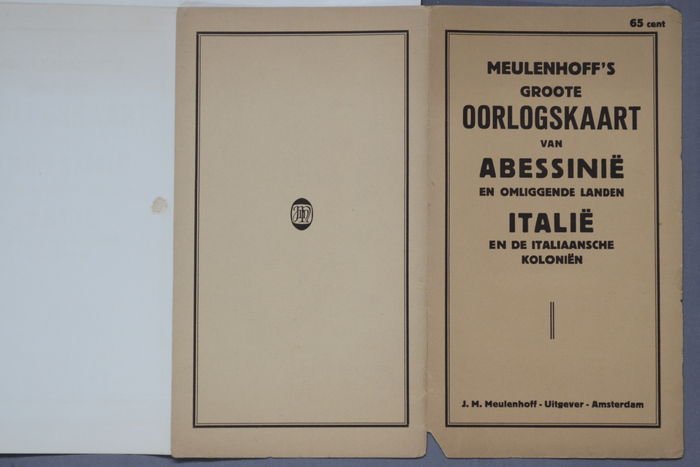 65 cent
MEULENHOFF'S
GROOTE
OORLOGSKAART
VAN
ABESSINIË
EN OMLIGGENDE LANDEN
ITALIË
EN DE ITALIAANSCHE
KOLONIËN
J. M. Meulenhoff - Uitgever - Amsterdam